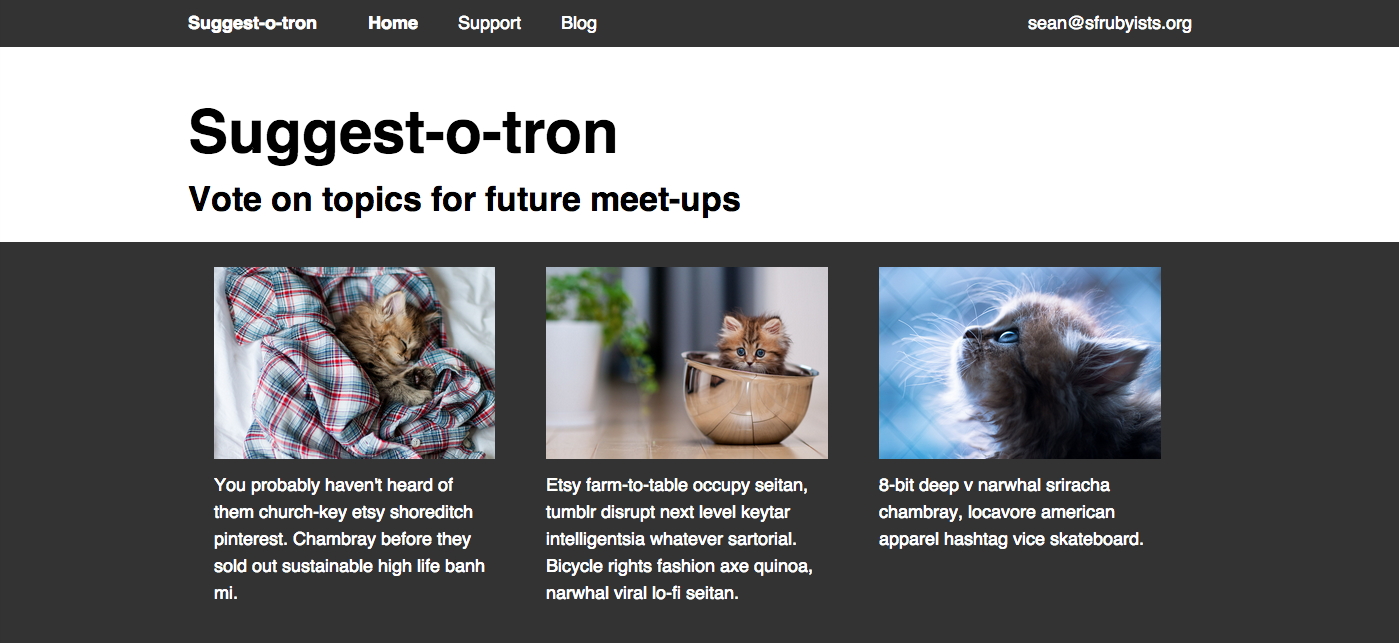 Suggest-o-tron Home Support Blog sean@sfrubyists.org
Suggest-o-tron
Vote on topics for future meet-ups
You probably haven't heard of
them church-key etsy shoreditch
pinterest. Chambray before they
sold out sustainable high life banh
mi.
Etsy farm-to-table occupy seitan,
tumblr disrupt next level keytar
intelligentsia whatever sartorial.
Bicycle rights fashion axe quinoa,
narwhal viral lo-fi seitan.
8-bit deep v narwhal sriracha
chambray, locavore american
apparel hashtag vice skateboard.